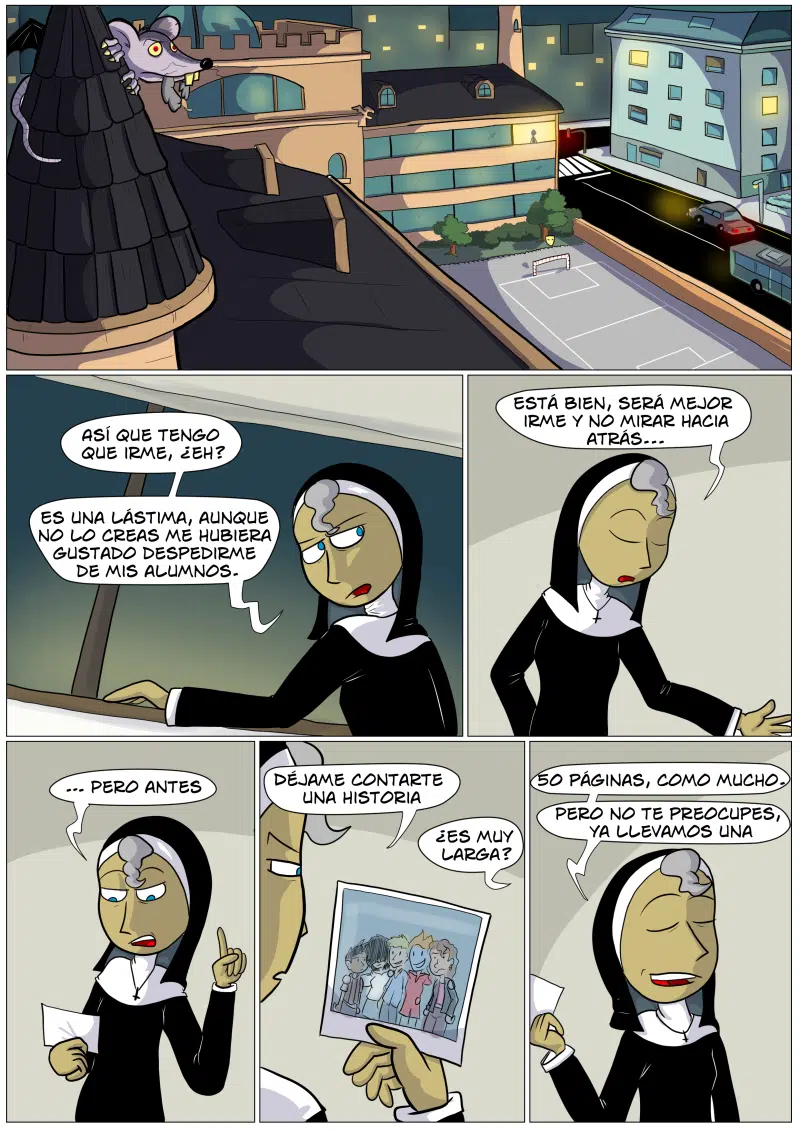 ASÍ QUE TENGO
QUE IRME, ¿EH?
ES UNA LÁSTIMA, AUNQUE
NO LO CREAS ME HUBIERA
GUSTADO DESPEDIRME
DE MIS ALUMNOS.
ESTÁ BIEN, SERÁ MEJOR
IRME Y NO MIRAR HACIA
ATRÁS...
... PERO ANTES
DÉJAME CONTARTE
UNA HISTORIA
¿ES MUY
LARGA?
50 PÁGINAS, COMO MUCHO.
PERO NO TE PREOCUPES,
YA LLEVAMOS UNA